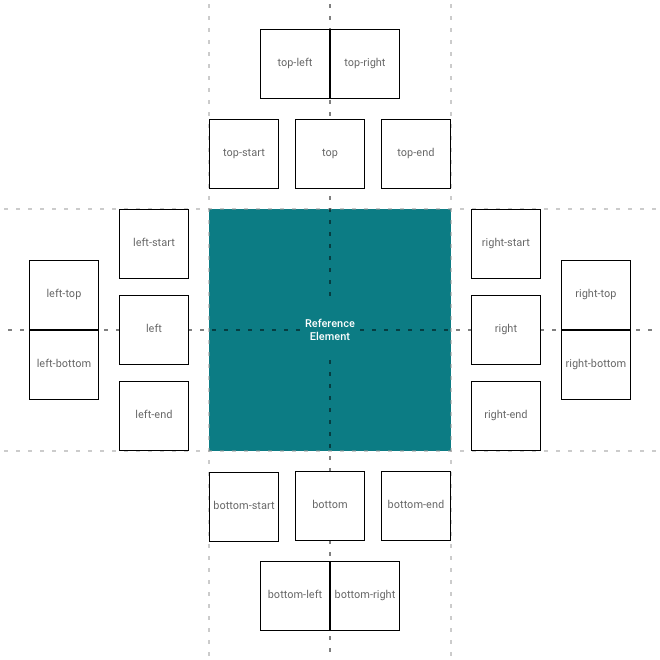 top-left
top-right
top-start
top
top-end
left-start
right-start
left-top
right-top
left
Reference
Element
right
left-bottom
right-bottom
left-end
right-end
bottom-start
bottom
bottom-end
bottom-left
bottom-right